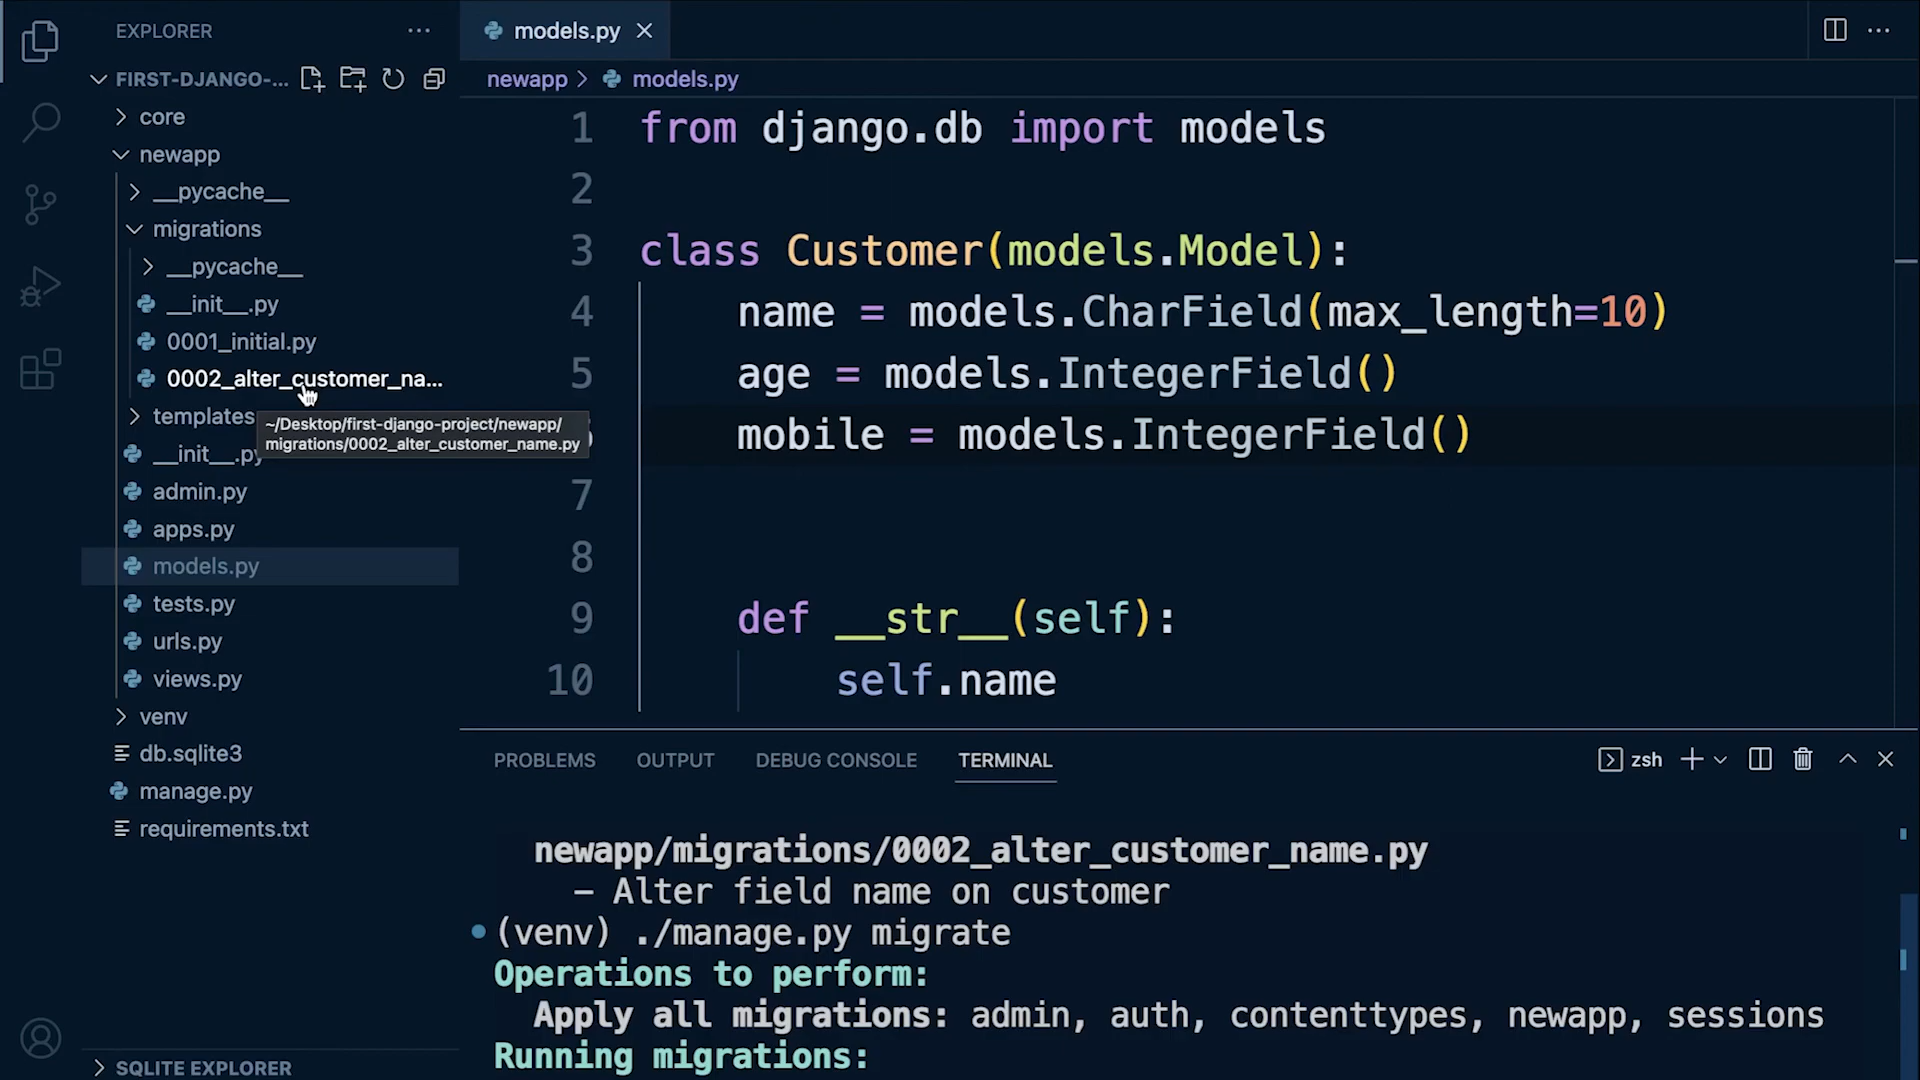 EXPLORER
FIRST-DJANGO-...
core
newapp
__pycache__
migrations
__pycache__
__init__.py
0001_initial.py
0002_alter_customer_na...
templates
__init__.py
admin.py
apps.py
models.py
tests.py
urls.py
views.py
venv
db.sqlite3
manage.py
requirements.txt
SQLITE EXPLORER
~/Desktop/first-django-project/newapp/
migrations/0002_alter_customer_name.py
models.py
newapp > models.py
1 from django.db import models
2
3 class Customer(models.Model):
4 name = models.CharField(max_length=10)
5 age = models.IntegerField()
mobile = models.IntegerField()
7
8
9 def __str__(self):
10 self.name
PROBLEMS OUTPUT DEBUG CONSOLE TERMINAL
zsh
newapp/migrations/0002_alter_customer_name.py
– Alter field name on customer
(venv) ./manage.py migrate
Operations to perform:
Apply all migrations: admin, auth, contenttypes, newapp, sessions
Running migrations: